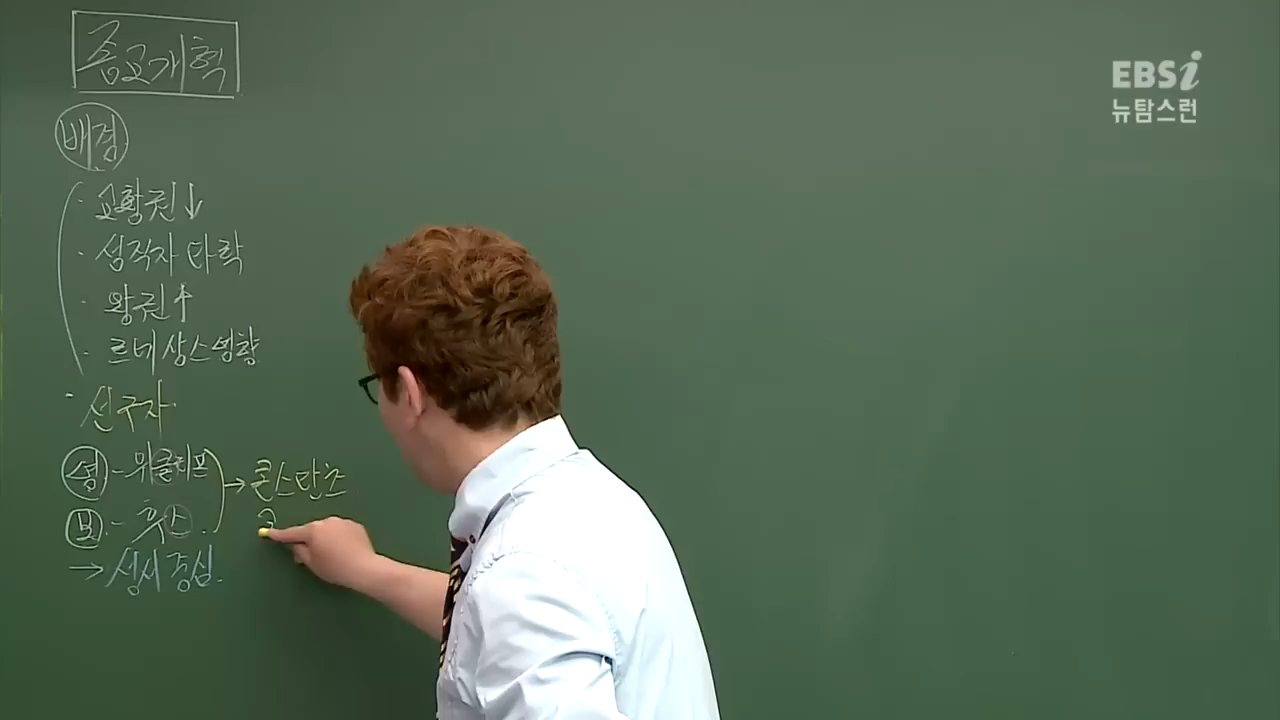 종교개혁
배경
· 교황권↓
· 성직자 타락
· 왕권↑
· 르네상스 영향
· 선구자
영 - 위클리프 → 콘스탄츠
보 - 후스
→ 성서 중심
EBSi
뉴탐스런